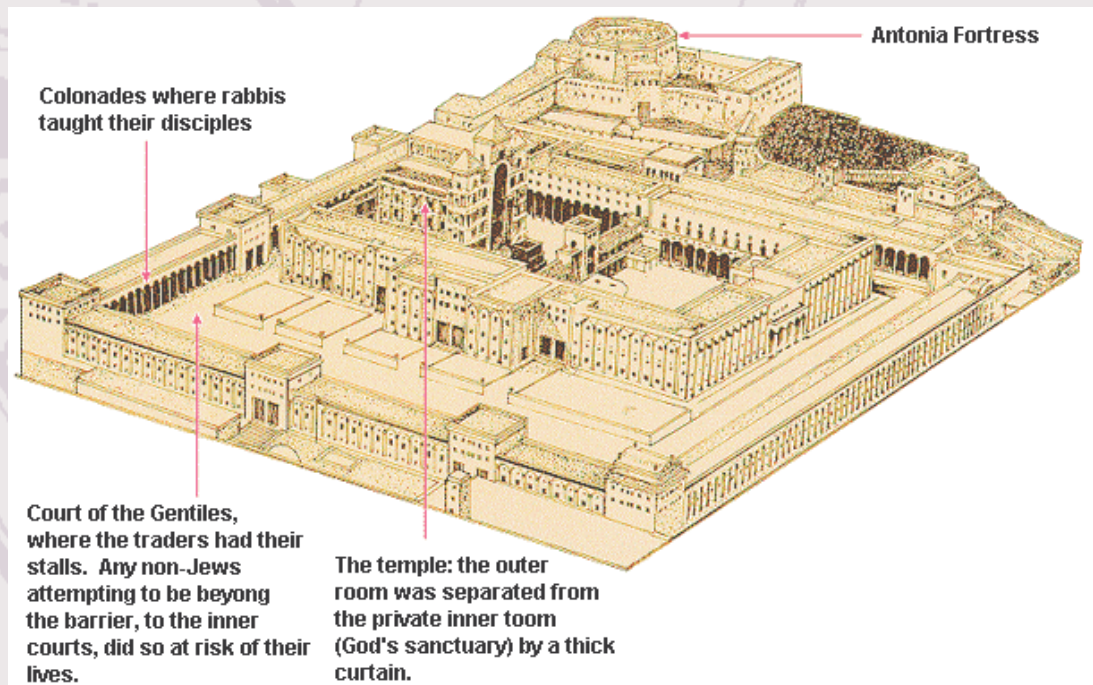 Antonia Fortress
Colonades where rabbis
taught their disciples
Court of the Gentiles,
where the traders had their
stalls. Any non-Jews
attempting to be beyong
the barrier, to the inner
courts, did so at risk of their
lives.
The temple: the outer
room was separated from
the private inner toom
(God's sanctuary) by a thick
curtain.